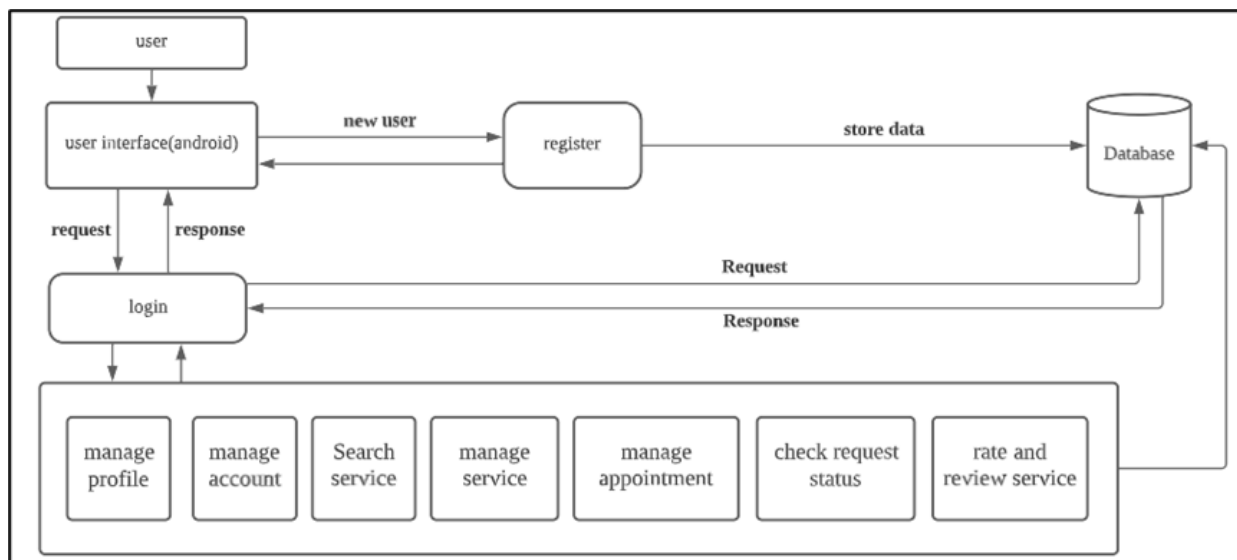 user
user interface(android)
new user
register
store data
Database
request
response
login
Request
Response
manage
profile
manage
account
Search
service
manage
service
manage
appointment
check request
status
rate and
review service